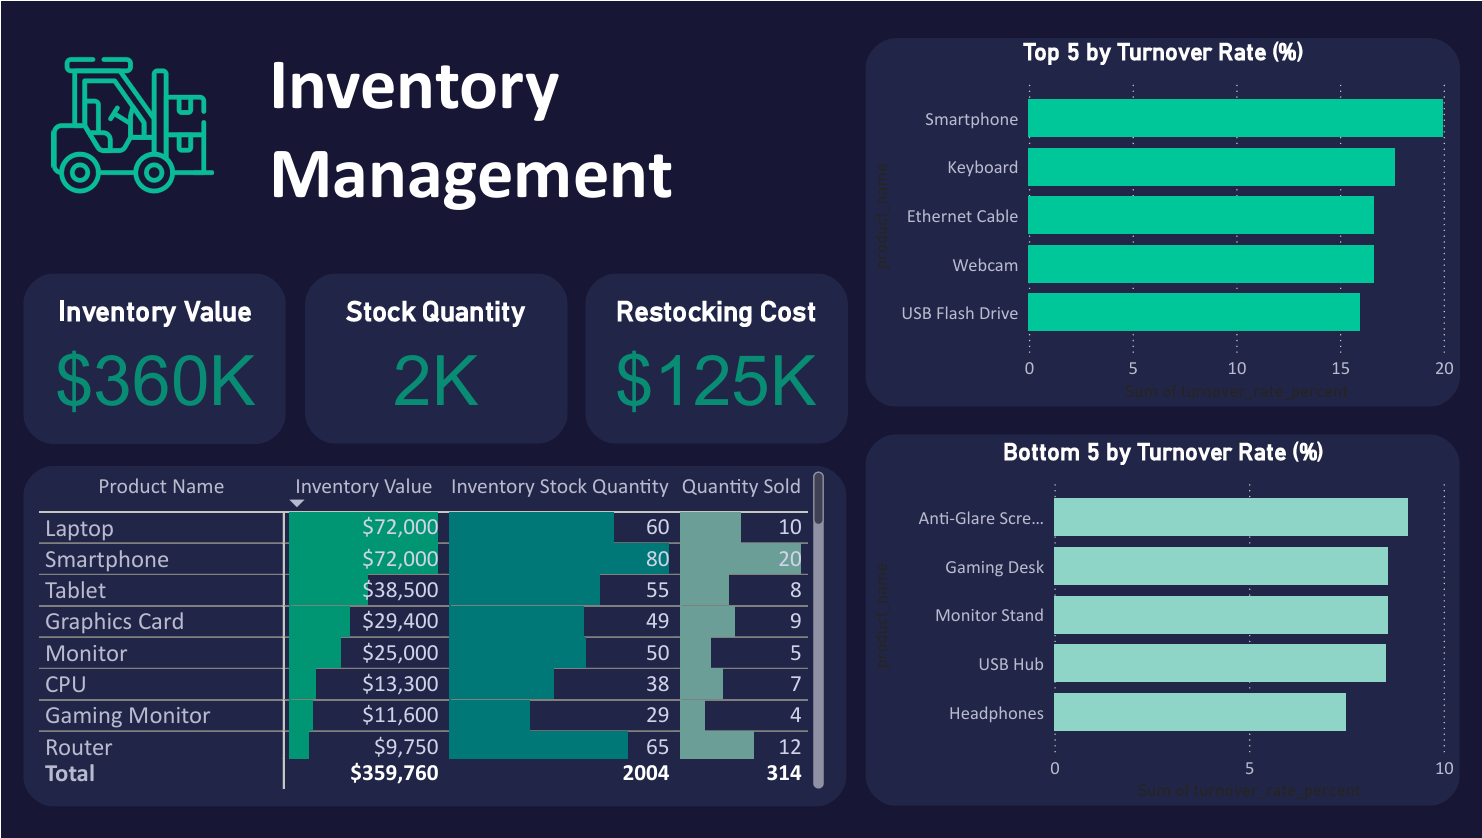 Inventory
Management
Inventory Value
$360K
Stock Quantity
2K
Restocking Cost
$125K
Product Name Inventory Value Inventory Stock Quantity Quantity Sold
Laptop $72,000 60 10
Smartphone $72,000 80 20
Tablet $38,500 55 8
Graphics Card $29,400 49 9
Monitor $25,000 50 5
CPU $13,300 38 7
Gaming Monitor $11,600 29 4
Router $9,750 65 12
Total $359,760 2004 314
Top 5 by Turnover Rate (%)
product_name
Smartphone
Keyboard
Ethernet Cable
Webcam
USB Flash Drive
0 5 10 15 20
Sum of turnover_rate_percent
Bottom 5 by Turnover Rate (%)
product_name
Anti-Glare Scre...
Gaming Desk
Monitor Stand
USB Hub
Headphones
0 5 10
Sum of turnover_rate_percent